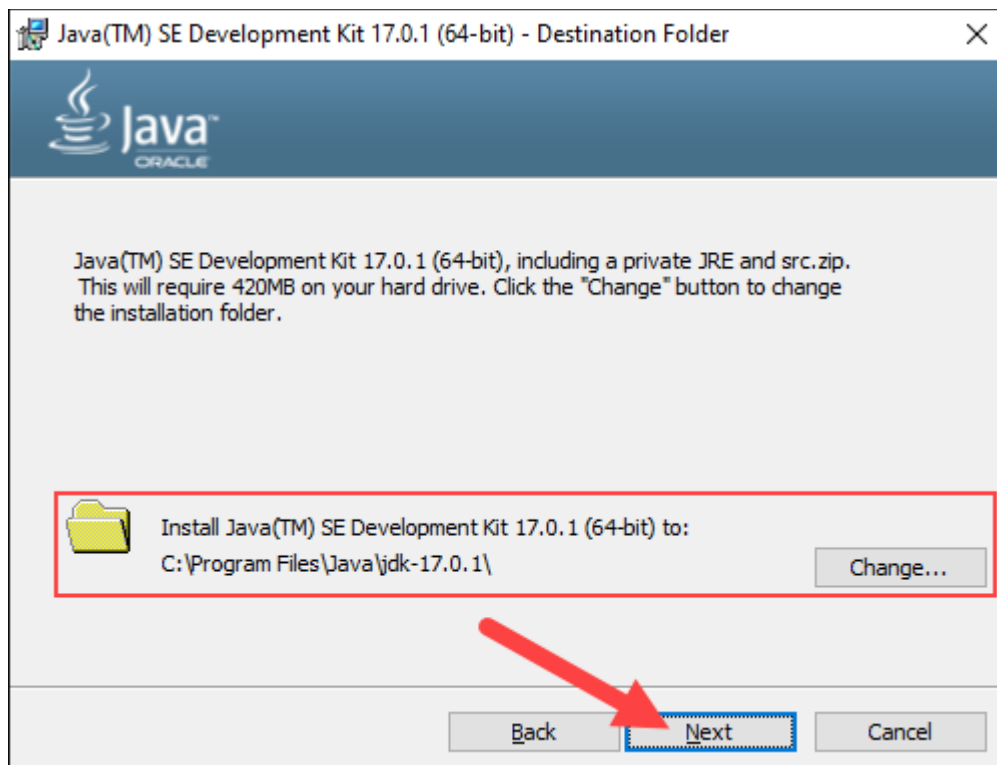 Java(TM) SE Development Kit 17.0.1 (64-bit) - Destination Folder
Java™
ORACLE
Java(TM) SE Development Kit 17.0.1 (64-bit), including a private JRE and src.zip.
This will require 420MB on your hard drive. Click the "Change" button to change
the installation folder.
Install Java(TM) SE Development Kit 17.0.1 (64-bit) to:
C:\Program Files\Java\jdk-17.0.1\
Change...
Back
Next
Cancel